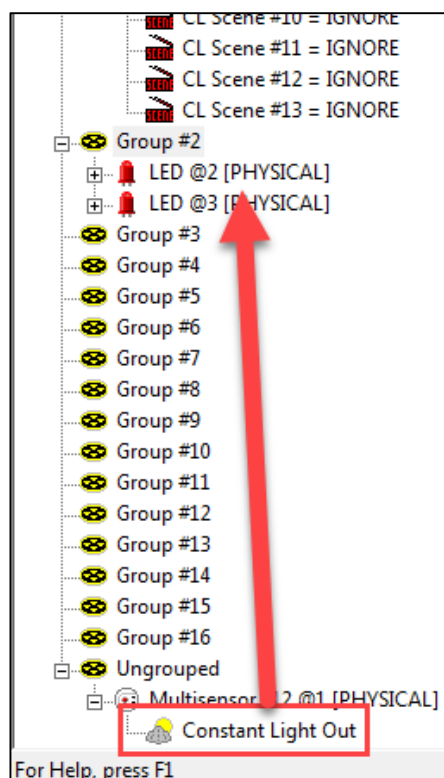 CL Scene #10 = IGNORE
CL Scene #11 = IGNORE
CL Scene #12 = IGNORE
CL Scene #13 = IGNORE
Group #2
LED @2 [PHYSICAL]
LED @3 [PHYSICAL]
Group #3
Group #4
Group #5
Group #6
Group #7
Group #8
Group #9
Group #10
Group #11
Group #12
Group #13
Group #14
Group #15
Group #16
Ungrouped
Multisensor 12 @1 [PHYSICAL]
Constant Light Out
For Help, press F1